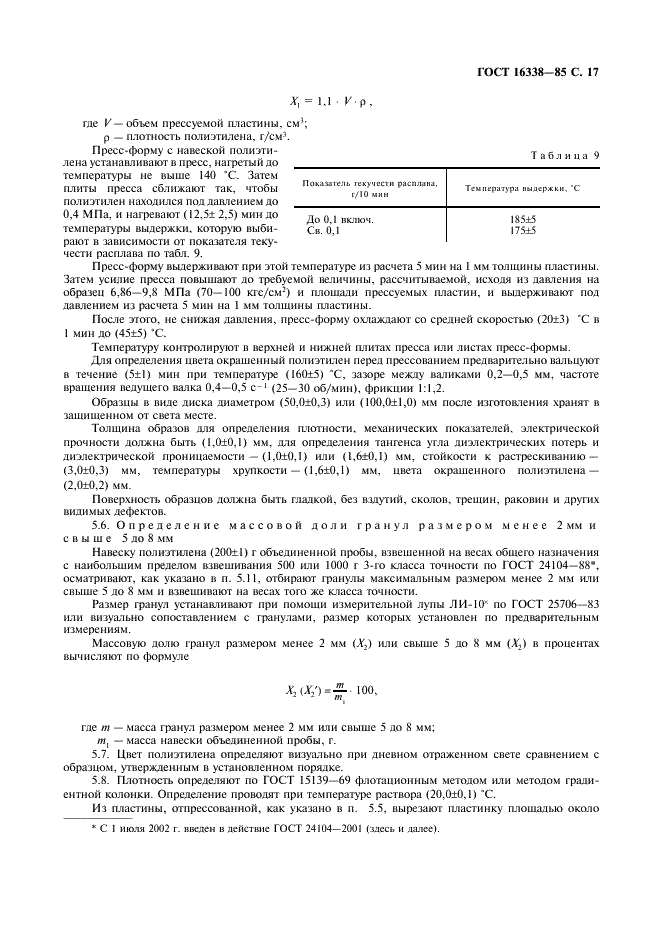 ГОСТ 16338—85 С. 17
X₁ = 1,1 · V · ρ ,
где V — объем прессуемой пластины, см³;
ρ — плотность полиэтилена, г/см³.
Пресс-форму с навеской полиэти-
лена устанавливают в пресс, нагретый до
температуры не выше 140 °С. Затем
плиты пресса сближают так, чтобы
полиэтилен находился под давлением до
0,4 МПа, и нагревают (12,5± 2,5) мин до
температуры выдержки, которую выби-
рают в зависимости от показателя теку-
чести расплава по табл. 9.
Таблица 9
Показатель текучести расплава,
г/10 мин
Температура выдержки, °С
До 0,1 включ. 185±5
Св. 0,1 175±5
Пресс-форму выдерживают при этой температуре из расчета 5 мин на 1 мм толщины пластины.
Затем усилие пресса повышают до требуемой величины, рассчитываемой, исходя из давления на
образец 6,86—9,8 МПа (70—100 кгс/см²) и площади прессуемых пластин, и выдерживают под
давлением из расчета 5 мин на 1 мм толщины пластины.
После этого, не снижая давления, пресс-форму охлаждают со средней скоростью (20±3) °С в
1 мин до (45±5) °С.
Температуру контролируют в верхней и нижней плитах пресса или листах пресс-формы.
Для определения цвета окрашенный полиэтилен перед прессованием предварительно вальцуют
в течение (5±1) мин при температуре (160±5) °С, зазоре между валиками 0,2—0,5 мм, частоте
вращения ведущего валка 0,4—0,5 с⁻¹ (25—30 об/мин), фрикции 1:1,2.
Образцы в виде диска диаметром (50,0±0,3) или (100,0±1,0) мм после изготовления хранят в
защищенном от света месте.
Толщина образов для определения плотности, механических показателей, электрической
прочности должна быть (1,0±0,1) мм, для определения тангенса угла диэлектрических потерь и
диэлектрической проницаемости — (1,0±0,1) или (1,6±0,1) мм, стойкости к растрескиванию —
(3,0±0,3) мм, температуры хрупкости — (1,6±0,1) мм, цвета окрашенного полиэтилена —
(2,0±0,2) мм.
Поверхность образцов должна быть гладкой, без вздутий, сколов, трещин, раковин и других
видимых дефектов.
5.6. Определение массовой доли гранул размером менее 2 мм и
свыше 5 до 8 мм
Навеску полиэтилена (200±1) г объединенной пробы, взвешенной на весах общего назначения
с наибольшим пределом взвешивания 500 или 1000 г 3-го класса точности по ГОСТ 24104—88*,
осматривают, как указано в п. 5.11, отбирают гранулы максимальным размером менее 2 мм или
свыше 5 до 8 мм и взвешивают на весах того же класса точности.
Размер гранул устанавливают при помощи измерительной лупы ЛИ-10ˣ по ГОСТ 25706—83
или визуально сопоставлением с гранулами, размер которых установлен по предварительным
измерениям.
Массовую долю гранул размером менее 2 мм (X₂) или свыше 5 до 8 мм (X₂) в процентах
вычисляют по формуле
X₂ (X₂′) = m/m₁ · 100,
где m — масса гранул размером менее 2 мм или свыше 5 до 8 мм;
m₁ — масса навески объединенной пробы, г.
5.7. Цвет полиэтилена определяют визуально при дневном отраженном свете сравнением с
образцом, утвержденным в установленном порядке.
5.8. Плотность определяют по ГОСТ 15139—69 флотационным методом или методом гради-
ентной колонки. Определение проводят при температуре раствора (20,0±0,1) °С.
Из пластины, отпрессованной, как указано в п. 5.5, вырезают пластинку площадью около
* С 1 июля 2002 г. введен в действие ГОСТ 24104—2001 (здесь и далее).